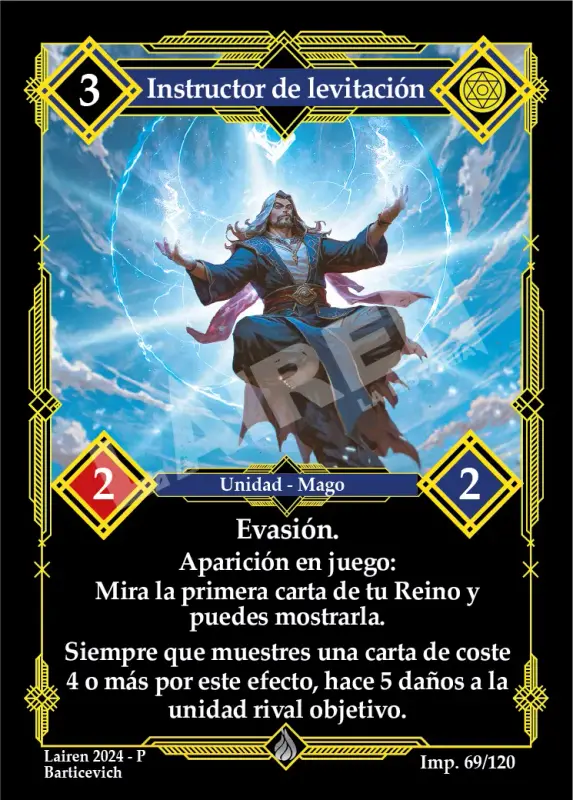 3
Instructor de levitación
2
Unidad - Mago
2
Evasión.
Aparición en juego:
Mira la primera carta de tu Reino y
puedes mostrarla.
Siempre que muestres una carta de coste
4 o más por este efecto, hace 5 daños a la
unidad rival objetivo.
Lairen 2024 - P
Barticevich
Imp. 69/120